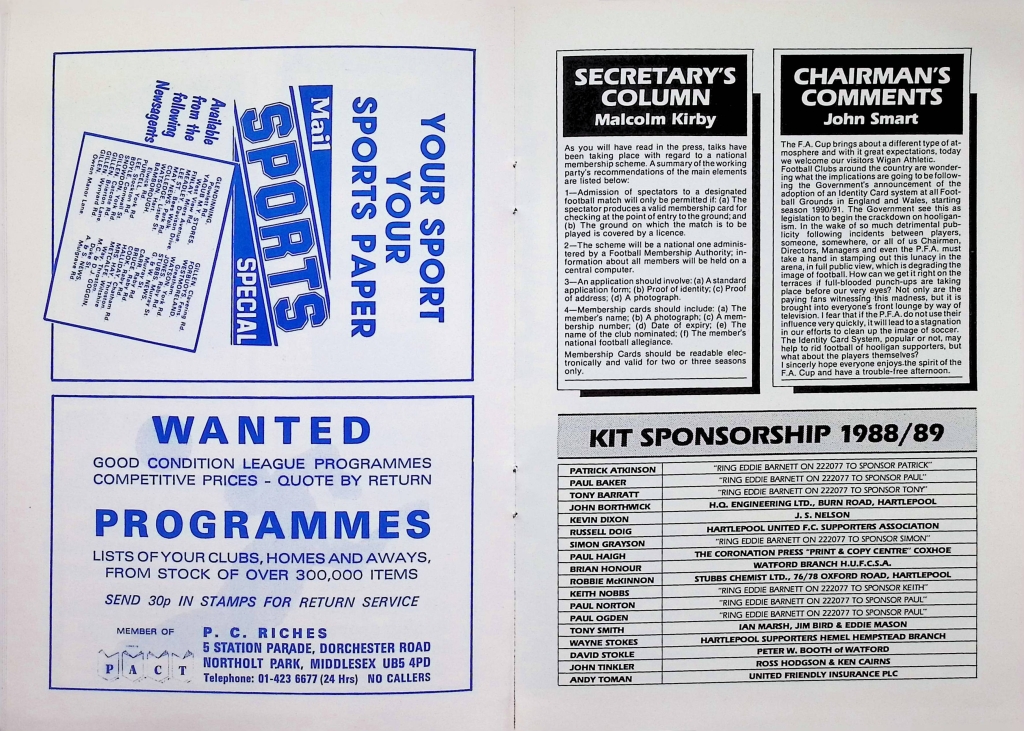 YOUR SPORT
YOUR
SPORTS PAPER
Mail
SPORTS
SPECIAL
Available
from the
following
Newsagents
GLENDINNING,
Owton Manor Lane
WANTED
GOOD CONDITION LEAGUE PROGRAMMES
COMPETITIVE PRICES - QUOTE BY RETURN
PROGRAMMES
LISTS OF YOUR CLUBS, HOMES AND AWAYS,
FROM STOCK OF OVER 300,000 ITEMS
SEND 30p IN STAMPS FOR RETURN SERVICE
MEMBER OF
PACT
P. C. RICHES
5 STATION PARADE, DORCHESTER ROAD
NORTHOLT PARK, MIDDLESEX UB5 4PD
Telephone: 01-423 6677 (24 Hrs) NO CALLERS
SECRETARY'S
COLUMN
Malcolm Kirby
As you will have read in the press, talks have
been taking place with regard to a national
membership scheme. A summary of the working
party's recommendations of the main elements
are listed below:
1—Admission of spectators to a designated
football match will only be permitted if: (a) The
spectator produces a valid membership card for
checking at the point of entry to the ground; and
(b) The ground on which the match is to be
played is covered by a licence.
2—The scheme will be a national one adminis-
tered by a Football Membership Authority; in-
formation about all members will be held on a
central computer.
3—An application should involve: (a) A standard
application form; (b) Proof of identity; (c) Proof
of address; (d) A photograph.
4—Membership cards should include: (a) The
member's name; (b) A photograph; (c) A mem-
bership number; (d) Date of expiry; (e) The
name of the club nominated; (f) The member's
national football allegiance.
Membership Cards should be readable elec-
tronically and valid for two or three seasons
only.
CHAIRMAN'S
COMMENTS
John Smart
The F.A. Cup brings about a different type of at-
mosphere and with it great expectations, today
we welcome our visitors Wigan Athletic.
Football Clubs around the country are wonder-
ing what the implications are going to be follow-
ing the Government's announcement of the
adoption of an Identity Card system at all Foot-
ball Grounds in England and Wales, starting
season 1990/91. The Government see this as
legislation to begin the crackdown on hooligan-
ism. In the wake of so much detrimental pub-
licity following incidents between players,
someone, somewhere, or all of us Chairmen,
Directors, Managers and even the P.F.A. must
take a hand in stamping out this lunacy in the
arena, in full public view, which is degrading the
image of football. How can we get it right on the
terraces if full-blooded punch-ups are taking
place before our very eyes? Not only are the
paying fans witnessing this madness, but it is
brought into everyone's front lounge by way of
television. I fear that if the P.F.A. do not use their
influence very quickly, it will lead to a stagnation
in our efforts to clean up the image of soccer.
The Identity Card System, popular or not, may
help to rid football of hooligan supporters, but
what about the players themselves?
I sincerly hope everyone enjoys the spirit of the
F.A. Cup and have a trouble-free afternoon.
KIT SPONSORSHIP 1988/89
PATRICK ATKINSON "RING EDDIE BARNETT ON 222077 TO SPONSOR PATRICK"
PAUL BAKER "RING EDDIE BARNETT ON 222077 TO SPONSOR PAUL"
TONY BARRATT "RING EDDIE BARNETT ON 222077 TO SPONSOR TONY"
JOHN BORTHWICK H.Q. ENGINEERING LTD., BURN ROAD, HARTLEPOOL
KEVIN DIXON J. S. NELSON
RUSSELL DOIG HARTLEPOOL UNITED F.C. SUPPORTERS ASSOCIATION
SIMON GRAYSON "RING EDDIE BARNETT ON 222077 TO SPONSOR SIMON"
PAUL HAIGH THE CORONATION PRESS "PRINT & COPY CENTRE" COXHOE
BRIAN HONOUR WATFORD BRANCH H.U.F.C.S.A.
ROBBIE McKINNON STUBBS CHEMIST LTD., 76/78 OXFORD ROAD, HARTLEPOOL
KEITH NOBBS "RING EDDIE BARNETT ON 222077 TO SPONSOR KEITH"
PAUL NORTON "RING EDDIE BARNETT ON 222077 TO SPONSOR PAUL"
PAUL OGDEN "RING EDDIE BARNETT ON 222077 TO SPONSOR PAUL"
TONY SMITH IAN MARSH, JIM BIRD & EDDIE MASON
WAYNE STOKES HARTLEPOOL SUPPORTERS HEMEL HEMPSTEAD BRANCH
DAVID STOKLE PETER W. BOOTH of WATFORD
JOHN TINKLER ROSS HODGSON & KEN CAIRNS
ANDY TOMAN UNITED FRIENDLY INSURANCE PLC